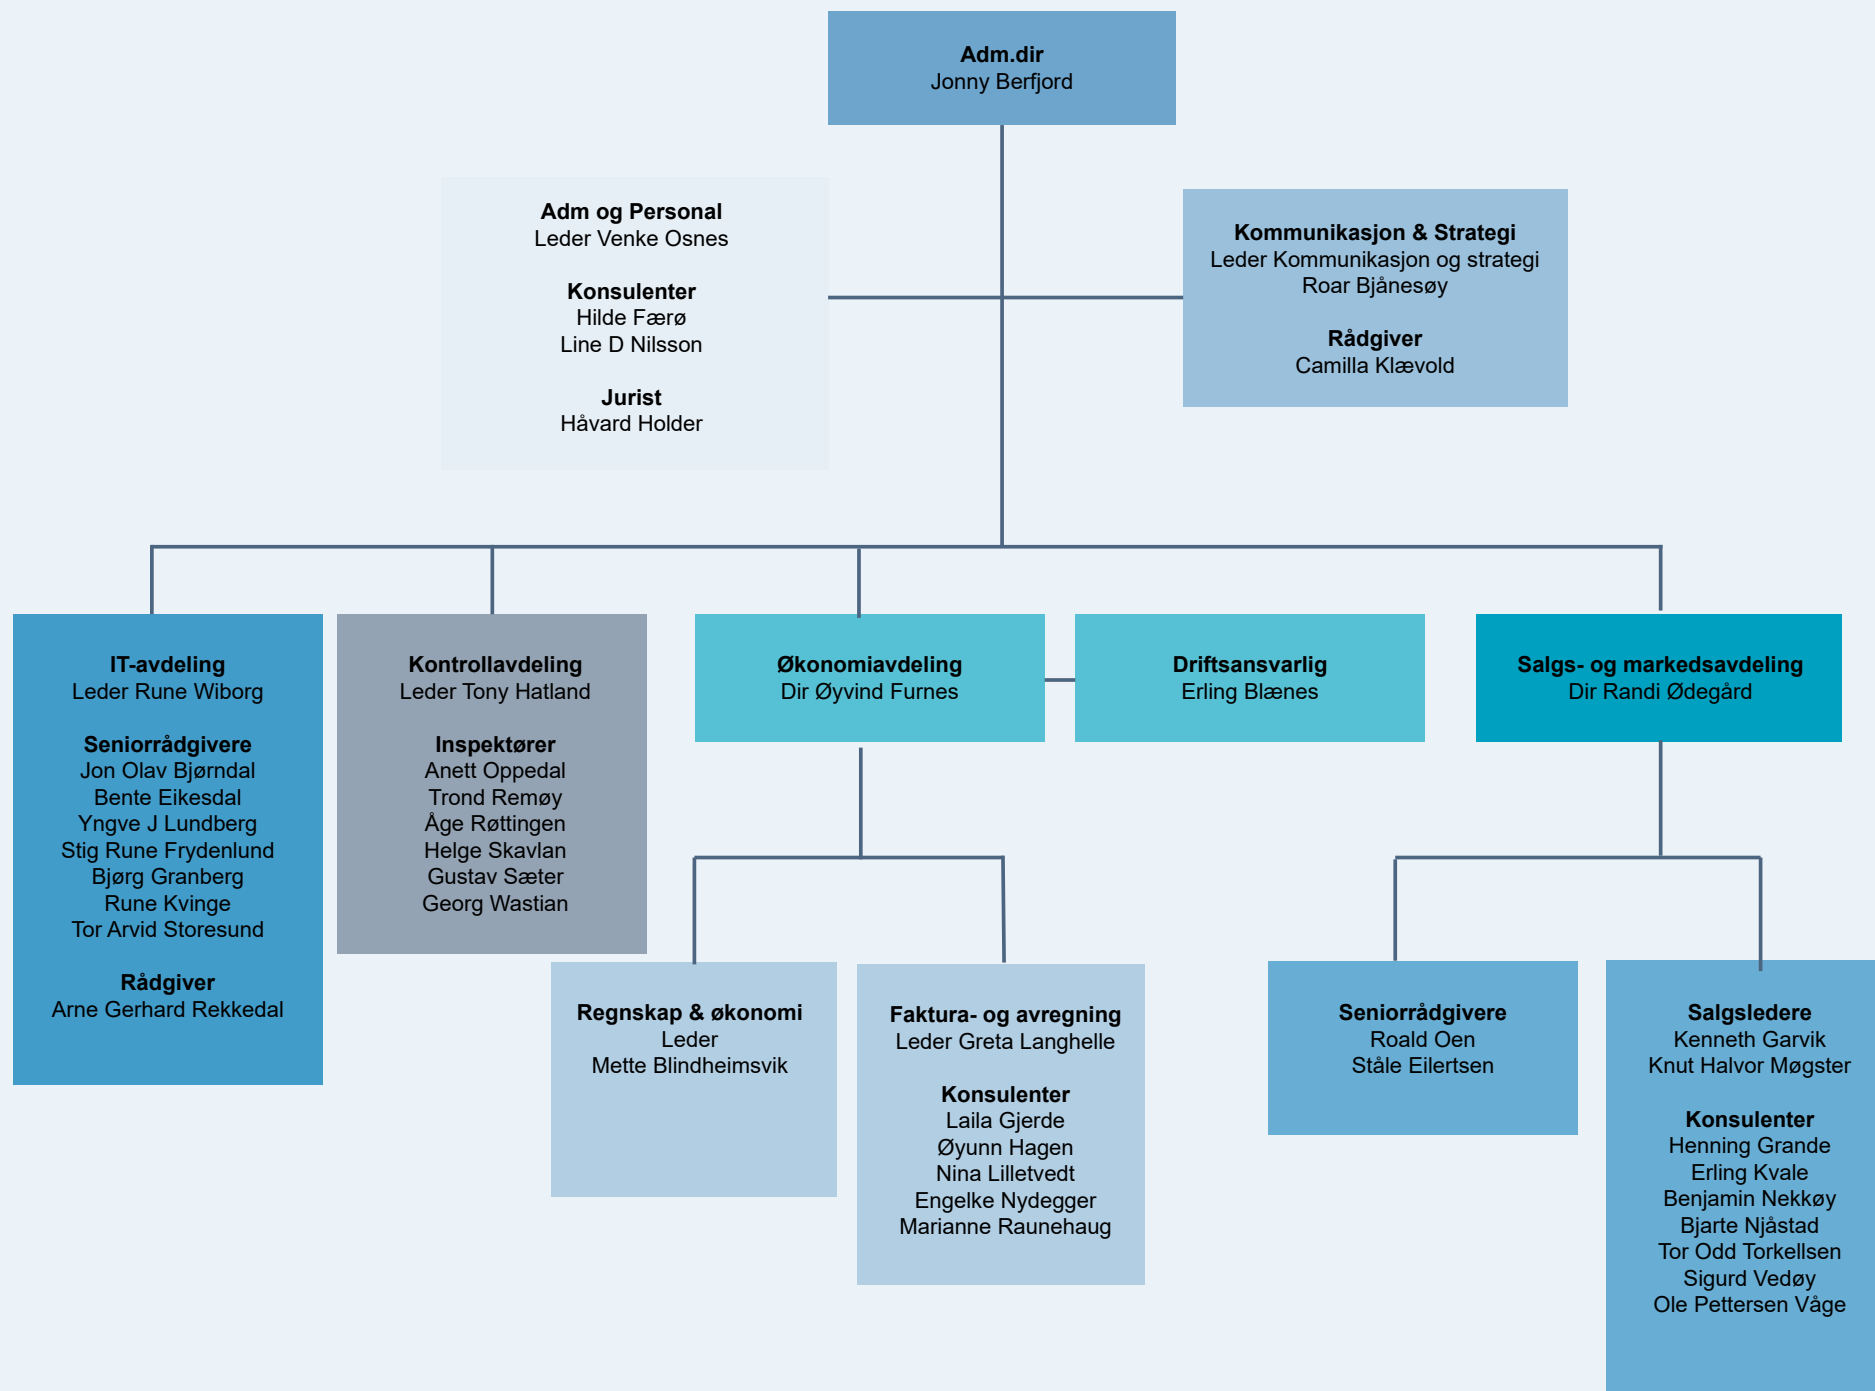 Adm.dir
Jonny Berfjord
Adm og Personal
Leder Venke Osnes
Konsulenter
Hilde Færø
Line D Nilsson
Jurist
Håvard Holder
Kommunikasjon & Strategi
Leder Kommunikasjon og strategi
Roar Bjånesøy
Rådgiver
Camilla Klævold
IT-avdeling
Leder Rune Wiborg
Seniorrådgivere
Jon Olav Bjørndal
Bente Eikesdal
Yngve J Lundberg
Stig Rune Frydenlund
Bjørg Granberg
Rune Kvinge
Tor Arvid Storesund
Rådgiver
Arne Gerhard Rekkedal
Kontrollavdeling
Leder Tony Hatland
Inspektører
Anett Oppedal
Trond Remøy
Åge Røttingen
Helge Skavlan
Gustav Sæter
Georg Wastian
Økonomiavdeling
Dir Øyvind Furnes
Driftsansvarlig
Erling Blænes
Salgs- og markedsavdeling
Dir Randi Ødegård
Regnskap & økonomi
Leder
Mette Blindheimsvik
Faktura- og avregning
Leder Greta Langhelle
Konsulenter
Laila Gjerde
Øyunn Hagen
Nina Lilletvedt
Engelke Nydegger
Marianne Raunehaug
Seniorrådgivere
Roald Oen
Ståle Eilertsen
Salgsledere
Kenneth Garvik
Knut Halvor Møgster
Konsulenter
Henning Grande
Erling Kvale
Benjamin Nekkøy
Bjarte Njåstad
Tor Odd Torkellsen
Sigurd Vedøy
Ole Pettersen Våge